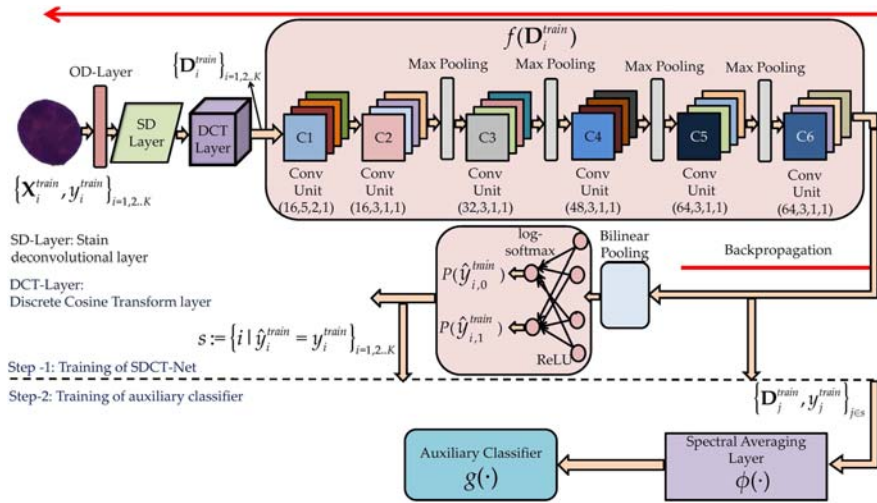 f(D_i^{train})
{D_i^{train}}_{i=1,2..K}
OD-Layer
Max Pooling
Max Pooling
Max Pooling
Max Pooling
SD
Layer
DCT
Layer
C1
C2
C3
C4
C5
C6
Conv
Unit
(16,5,2,1)
Conv
Unit
(16,3,1,1)
Conv
Unit
(32,3,1,1)
Conv
Unit
(48,3,1,1)
Conv
Unit
(64,3,1,1)
Conv
Unit
(64,3,1,1)
{X_i^{train}, y_i^{train}}_{i=1,2..K}
SD-Layer: Stain
deconvolutional layer
DCT-Layer:
Discrete Cosine Transform layer
log-
softmax
P(ŷ_{i,0}^{train})
P(ŷ_{i,1}^{train})
ReLU
Bilinear
Pooling
Backpropagation
s := {i | ŷ_i^{train} = y_i^{train}}_{i=1,2..K}
Step -1: Training of SDCT-Net
Step-2: Training of auxiliary classifier
{D_j^{train}, y_j^{train}}_{j∈s}
Auxiliary Classifier
g(·)
Spectral Averaging
Layer
ϕ(·)